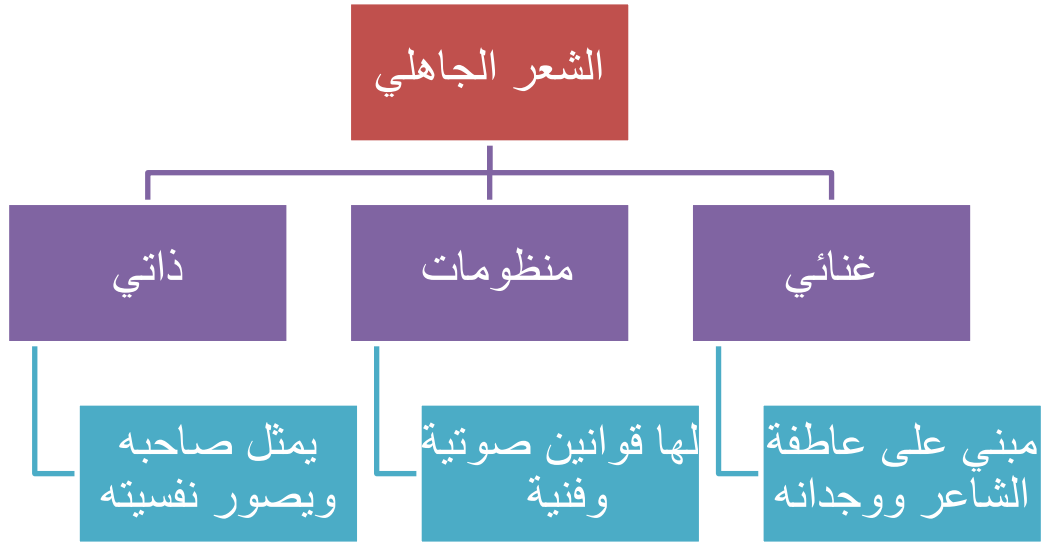 الشعر الجاهلي
غنائي
منظومات
ذاتي
مبني على عاطفة
الشاعر ووجدانه
لها قوانين صوتية
وفنية
يمثل صاحبه
ويصور نفسيته